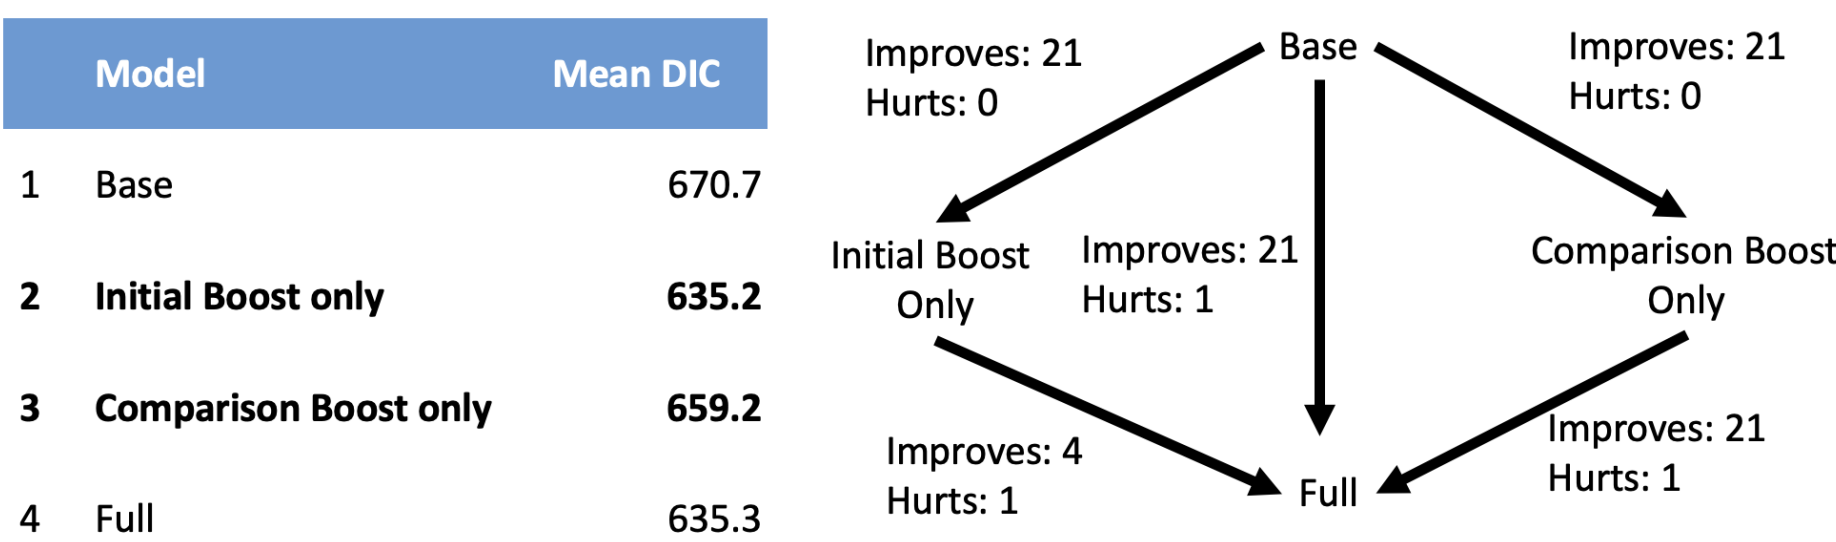 Model Mean DIC
1 Base 670.7
2 Initial Boost only 635.2
3 Comparison Boost only 659.2
4 Full 635.3
Base
Improves: 21
Hurts: 0
Improves: 21
Hurts: 0
Initial Boost
Only
Improves: 21
Hurts: 1
Comparison Boost
Only
Improves: 4
Hurts: 1
Full
Improves: 21
Hurts: 1